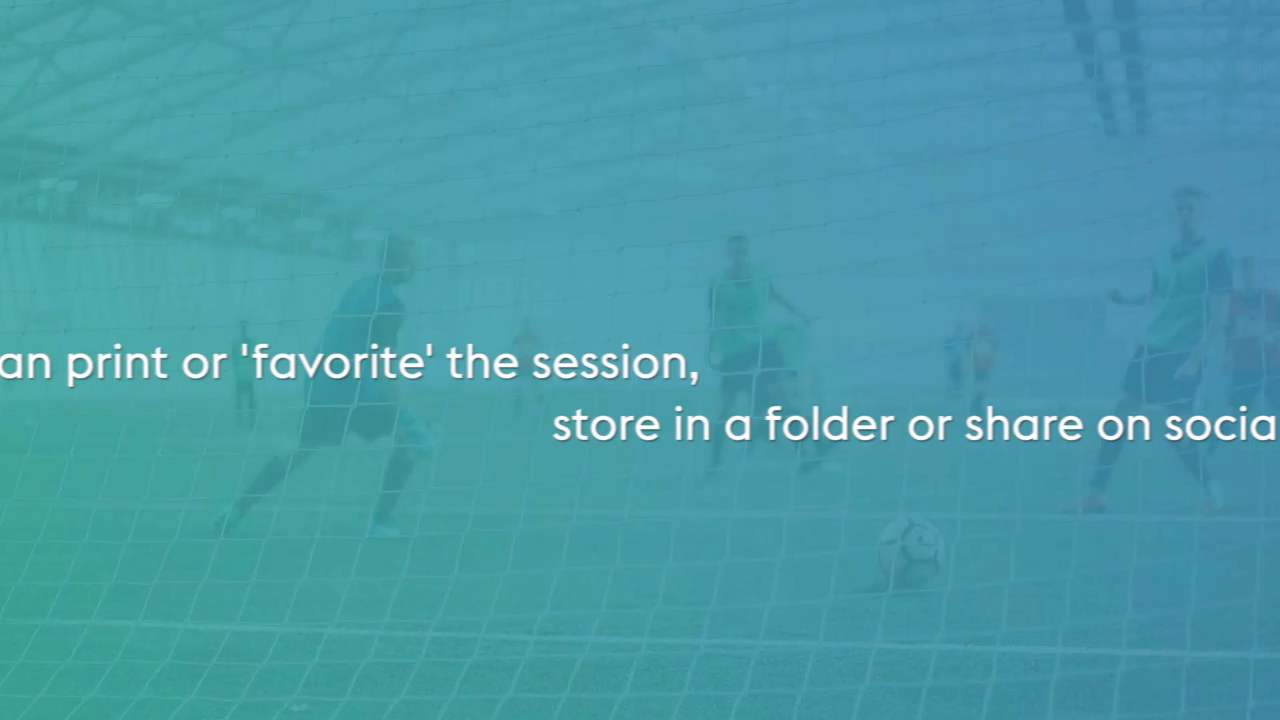 an print or 'favorite' the session,
store in a folder or share on socia